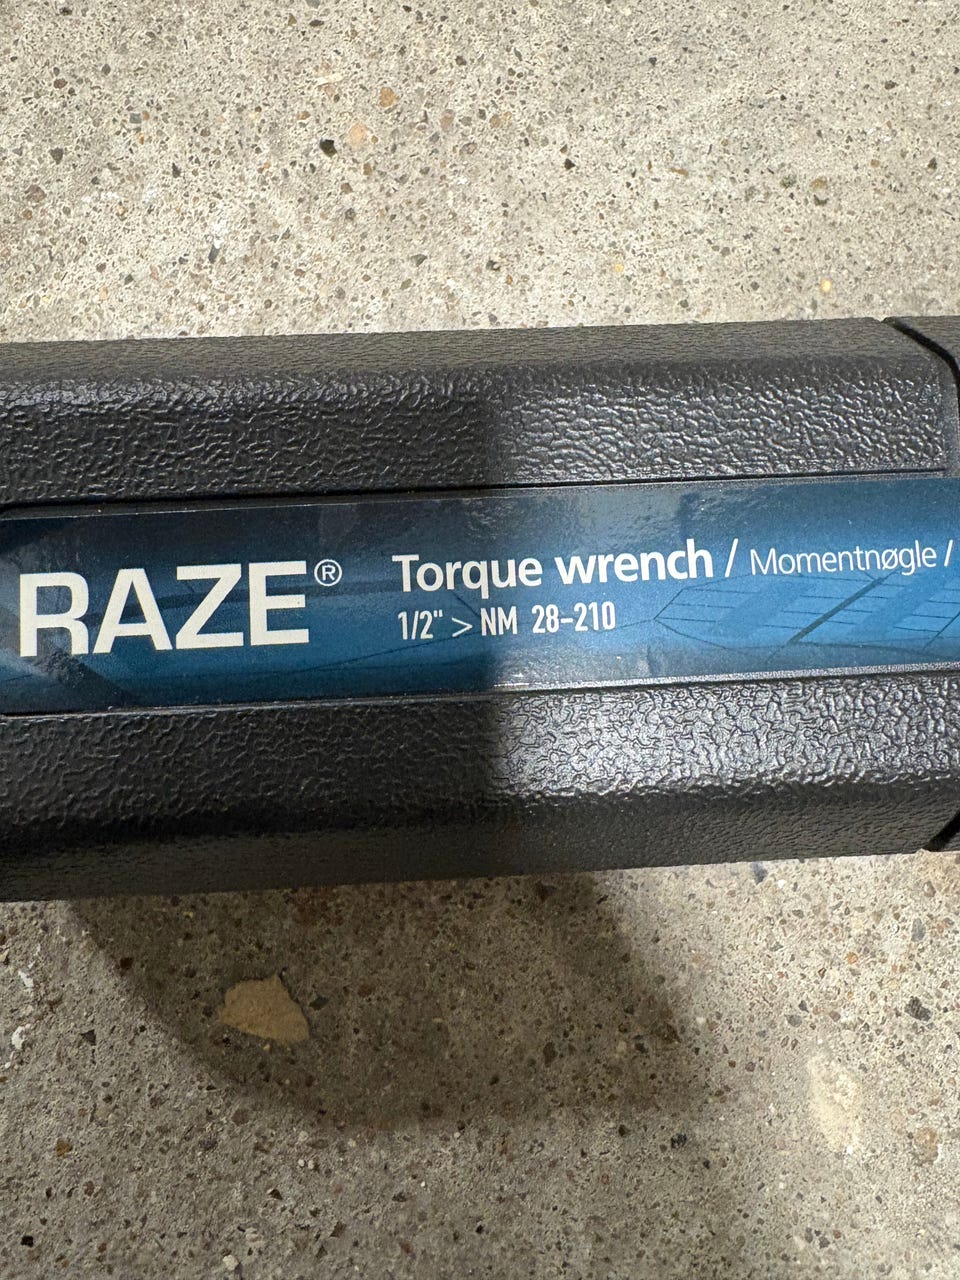 RAZE® Torque wrench / Momentnøgle /
1/2" > NM 28-210